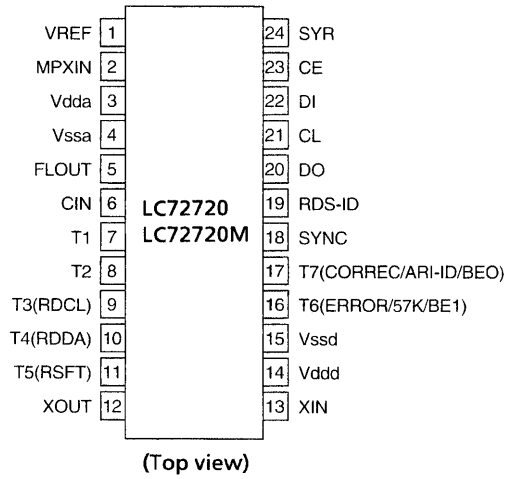 VREF 1 24 SYR
MPXIN 2 23 CE
Vdda 3 22 DI
Vssa 4 21 CL
FLOUT 5 20 DO
CIN 6 LC72720 19 RDS-ID
T1 7 LC72720M 18 SYNC
T2 8 17 T7(CORREC/ARI-ID/BEO)
T3(RDCL) 9 16 T6(ERROR/57K/BE1)
T4(RDDA) 10 15 Vssd
T5(RSFT) 11 14 Vddd
XOUT 12 13 XIN
(Top view)